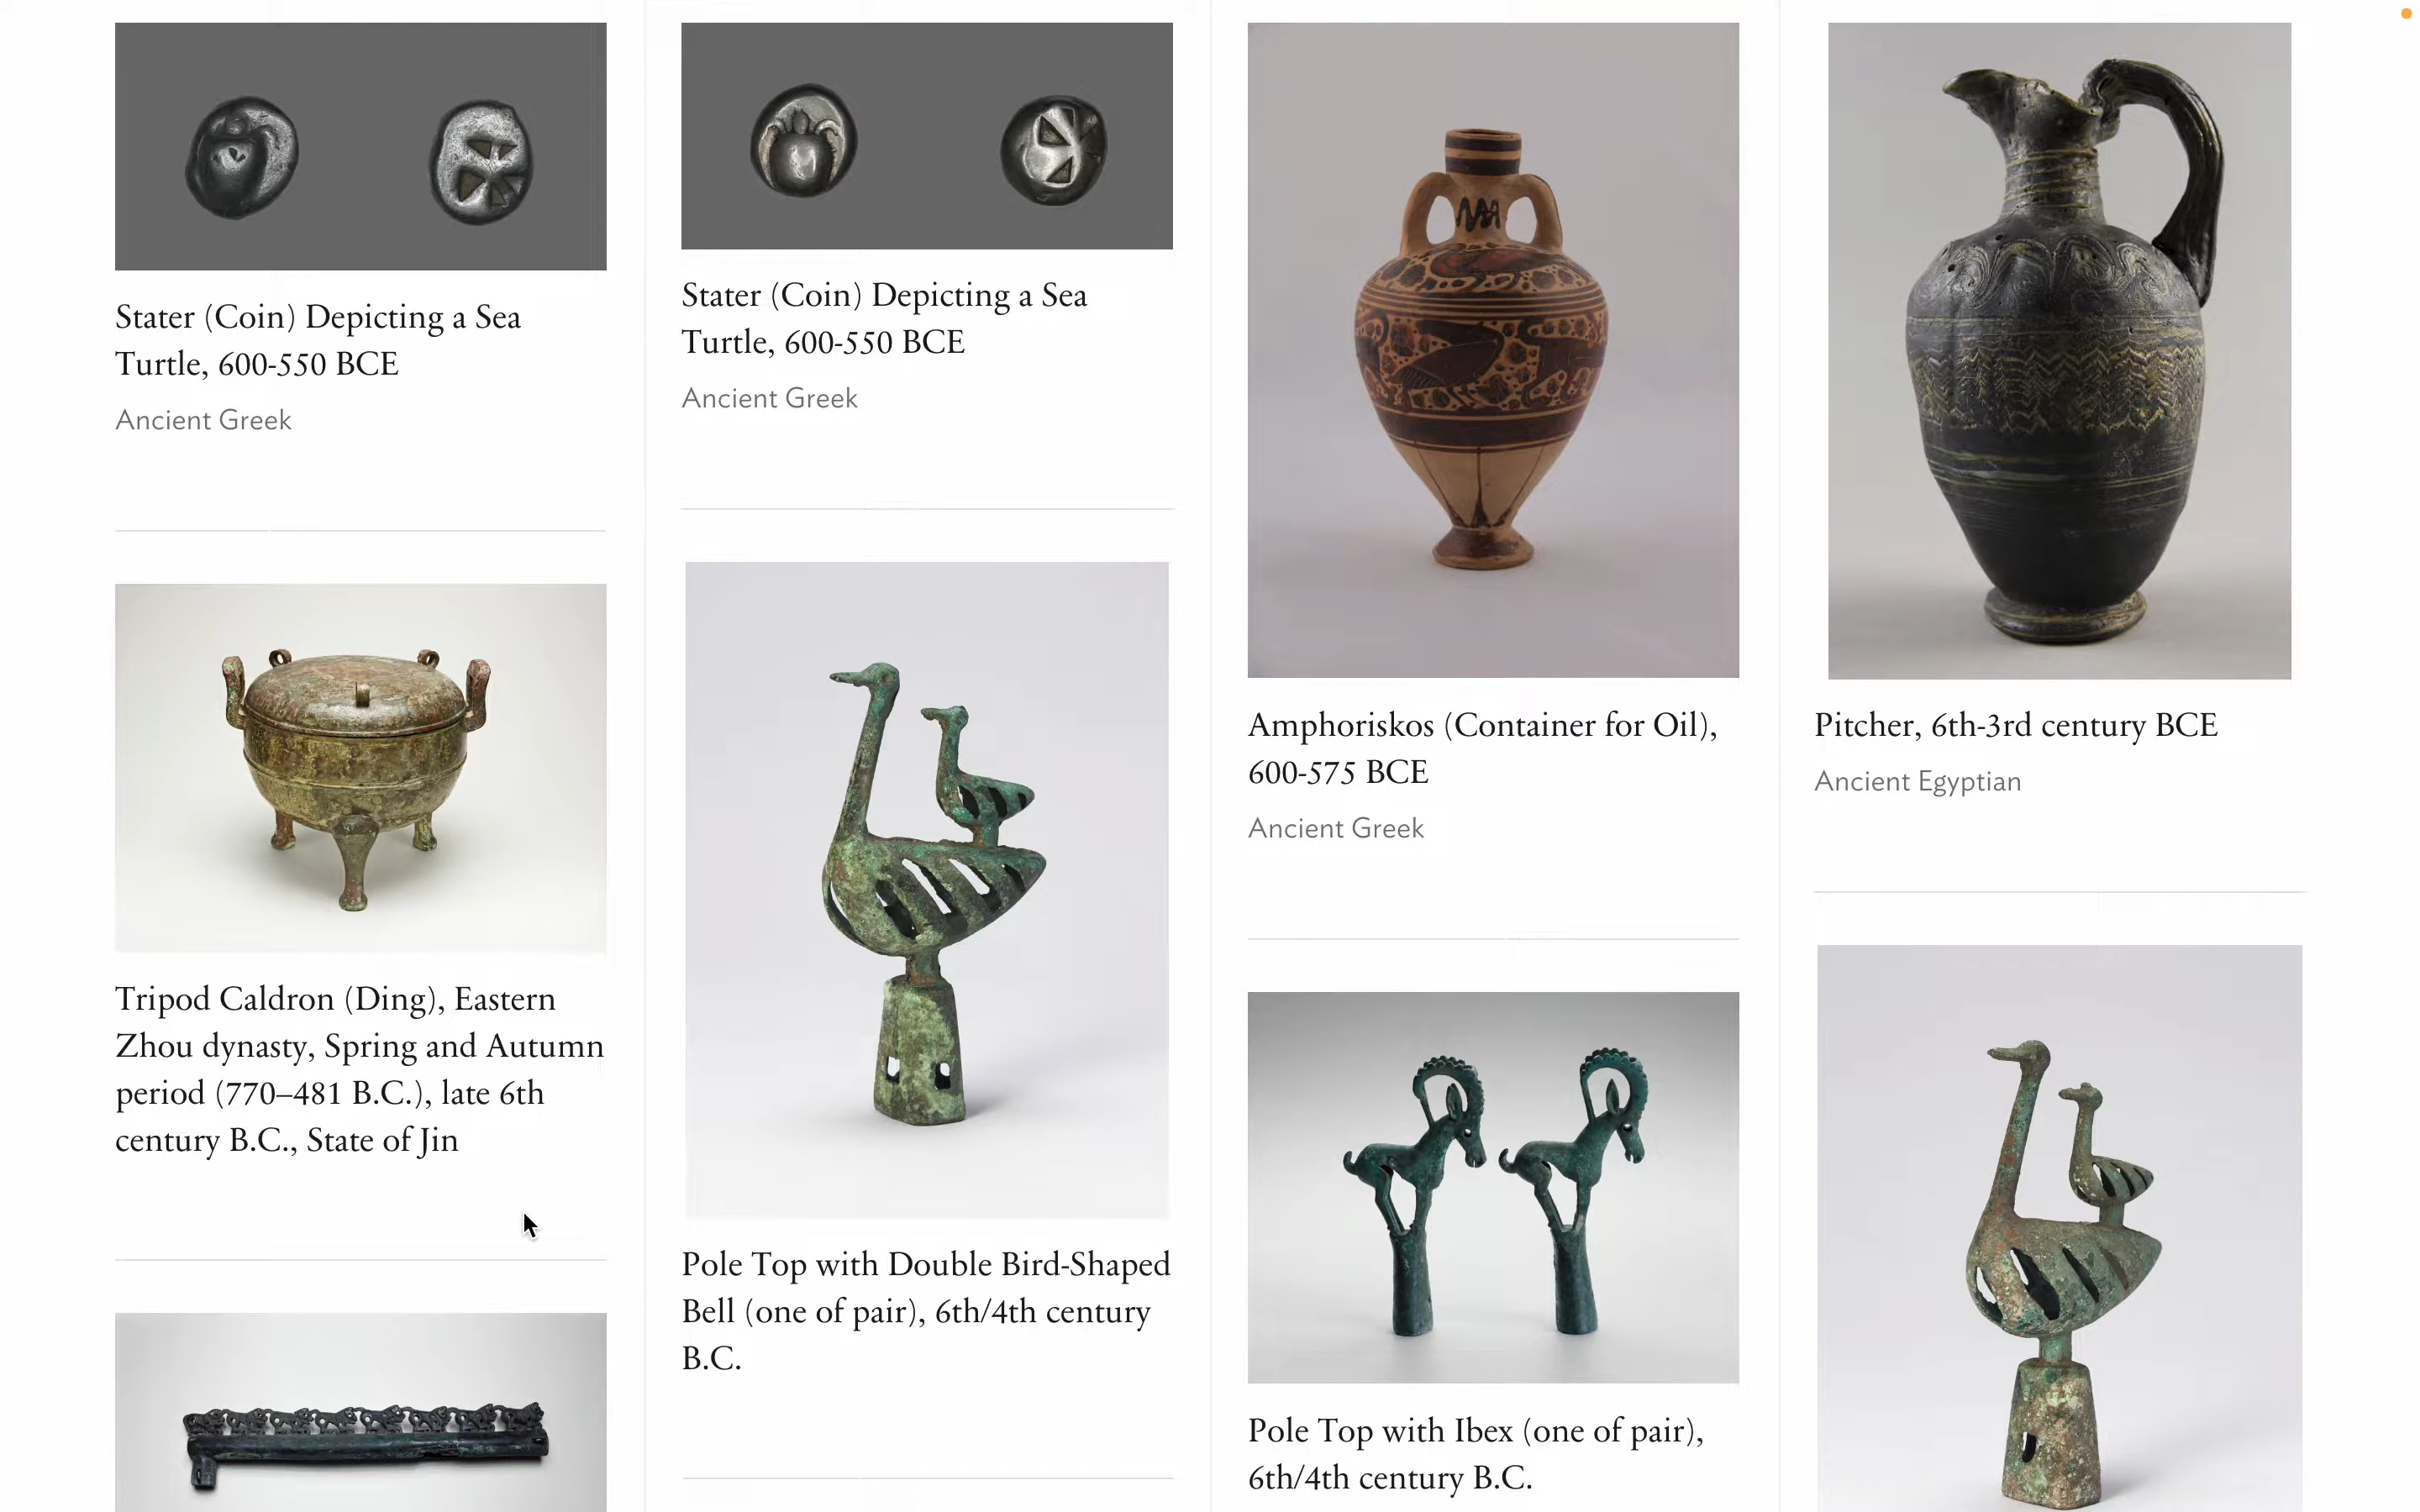 Stater (Coin) Depicting a Sea
Turtle, 600-550 BCE
Ancient Greek
Tripod Caldron (Ding), Eastern
Zhou dynasty, Spring and Autumn
period (770–481 B.C.), late 6th
century B.C., State of Jin
Stater (Coin) Depicting a Sea
Turtle, 600-550 BCE
Ancient Greek
Pole Top with Double Bird-Shaped
Bell (one of pair), 6th/4th century
B.C.
Amphoriskos (Container for Oil),
600-575 BCE
Ancient Greek
Pole Top with Ibex (one of pair),
6th/4th century B.C.
Pitcher, 6th-3rd century BCE
Ancient Egyptian